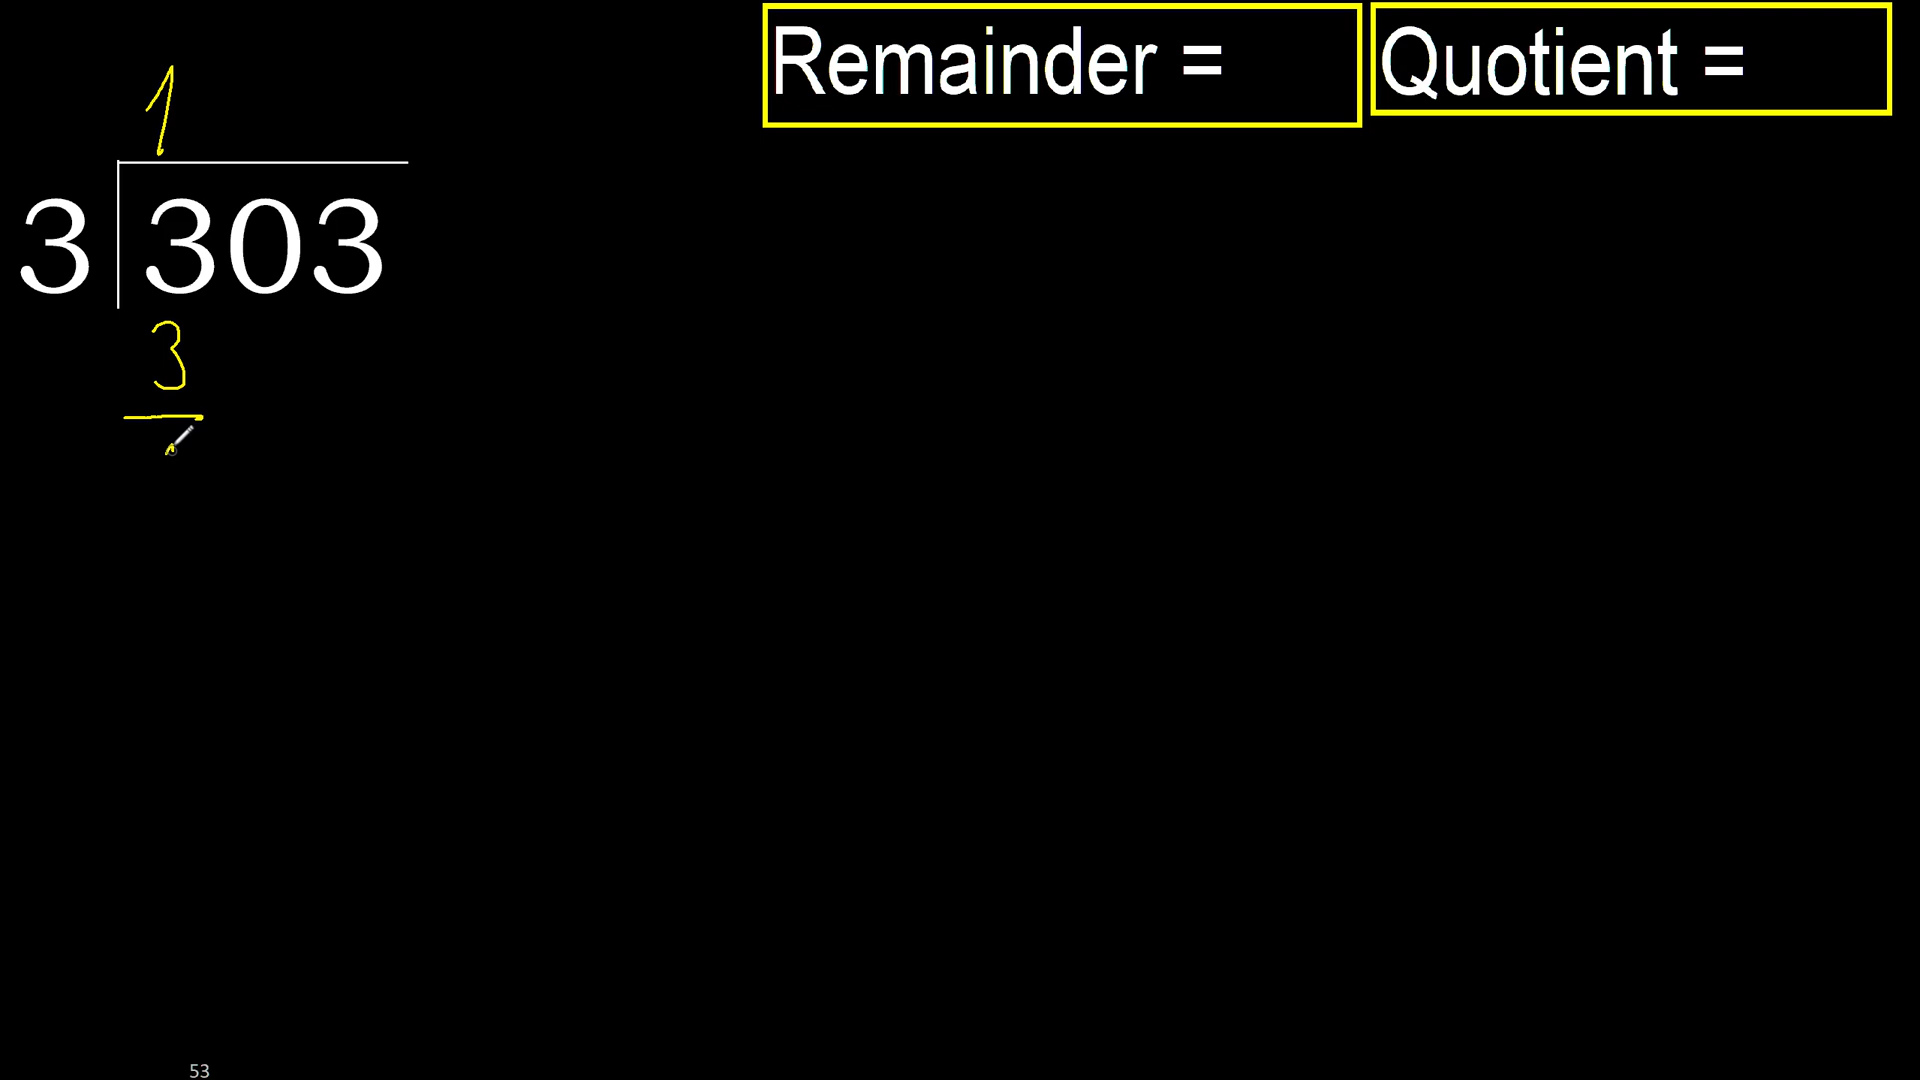 Remainder = Quotient =
1
3 303
3
53